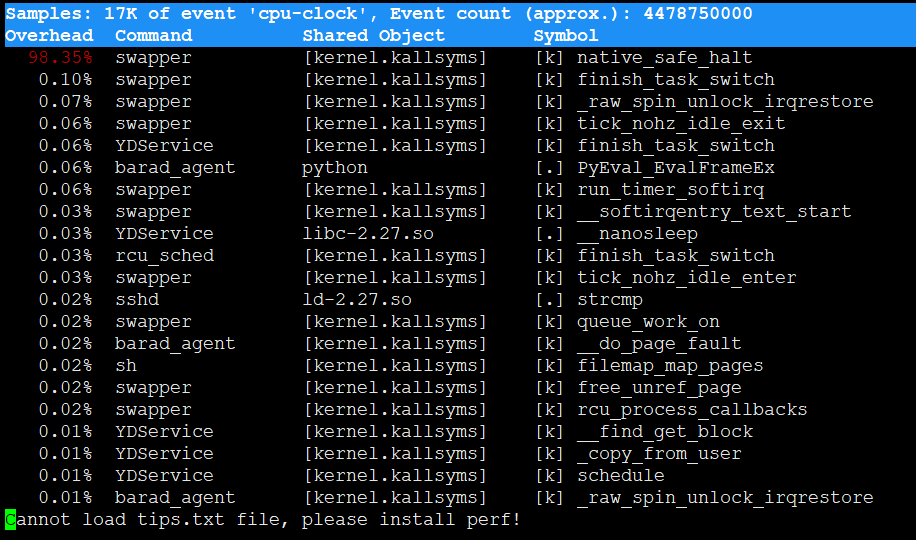 Samples: 17K of event 'cpu-clock', Event count (approx.): 4478750000
Overhead  Command          Shared Object        Symbol
  98.35%  swapper          [kernel.kallsyms]    [k] native_safe_halt
   0.10%  swapper          [kernel.kallsyms]    [k] finish_task_switch
   0.07%  swapper          [kernel.kallsyms]    [k] _raw_spin_unlock_irqrestore
   0.06%  swapper          [kernel.kallsyms]    [k] tick_nohz_idle_exit
   0.06%  YDService        [kernel.kallsyms]    [k] finish_task_switch
   0.06%  barad_agent      python               [.] PyEval_EvalFrameEx
   0.06%  swapper          [kernel.kallsyms]    [k] run_timer_softirq
   0.03%  swapper          [kernel.kallsyms]    [k] __softirqentry_text_start
   0.03%  YDService        libc-2.27.so         [.] __nanosleep
   0.03%  rcu_sched        [kernel.kallsyms]    [k] finish_task_switch
   0.03%  swapper          [kernel.kallsyms]    [k] tick_nohz_idle_enter
   0.02%  sshd             ld-2.27.so           [.] strcmp
   0.02%  swapper          [kernel.kallsyms]    [k] queue_work_on
   0.02%  barad_agent      [kernel.kallsyms]    [k] __do_page_fault
   0.02%  sh               [kernel.kallsyms]    [k] filemap_map_pages
   0.02%  swapper          [kernel.kallsyms]    [k] free_unref_page
   0.02%  swapper          [kernel.kallsyms]    [k] rcu_process_callbacks
   0.01%  YDService        [kernel.kallsyms]    [k] __find_get_block
   0.01%  YDService        [kernel.kallsyms]    [k] _copy_from_user
   0.01%  YDService        [kernel.kallsyms]    [k] schedule
   0.01%  barad_agent      [kernel.kallsyms]    [k] _raw_spin_unlock_irqrestore
Cannot load tips.txt file, please install perf!